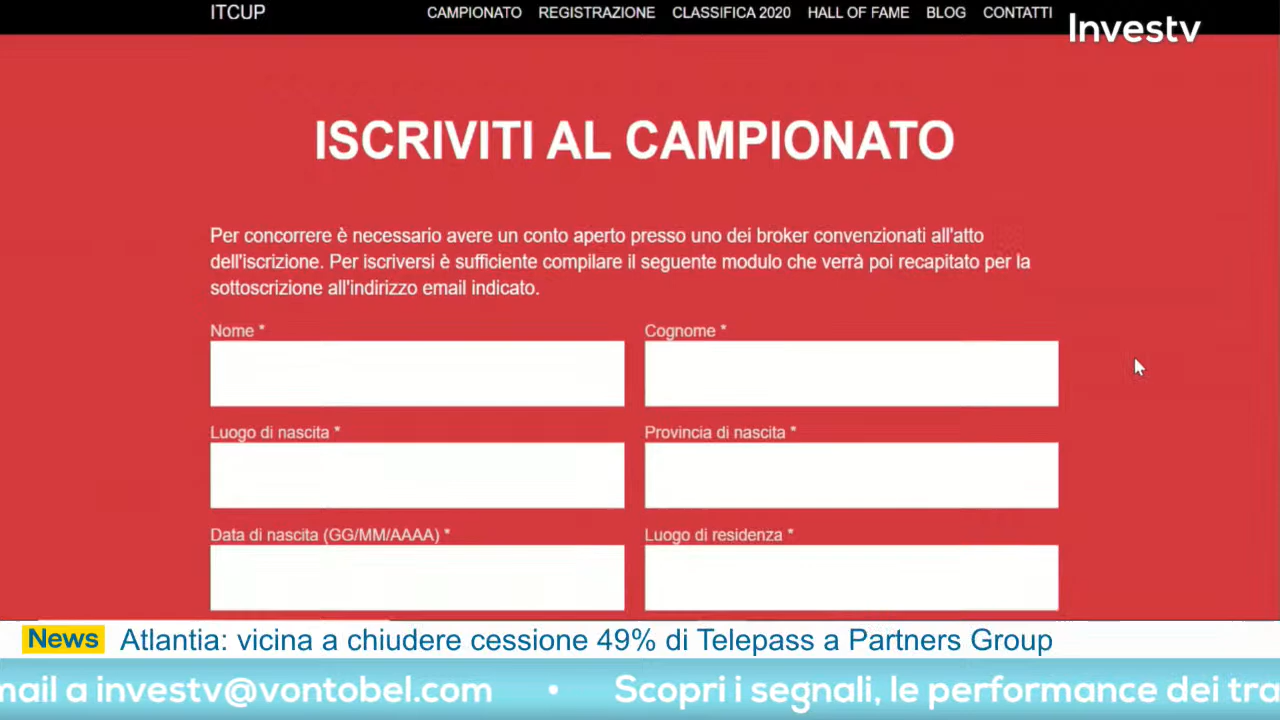 ITCUP CAMPIONATO REGISTRAZIONE CLASSIFICA 2020 HALL OF FAME BLOG CONTATTI
Investv
ISCRIVITI AL CAMPIONATO
Per concorrere è necessario avere un conto aperto presso uno dei broker convenzionati all'atto
dell'iscrizione. Per iscriversi è sufficiente compilare il seguente modulo che verrà poi recapitato per la
sottoscrizione all'indirizzo email indicato.
Nome * Cognome *
Luogo di nascita * Provincia di nascita *
Data di nascita (GG/MM/AAAA) * Luogo di residenza *
News Atlantia: vicina a chiudere cessione 49% di Telepass a Partners Group
mail a investv@vontobel.com • Scopri i segnali, le performance dei tra